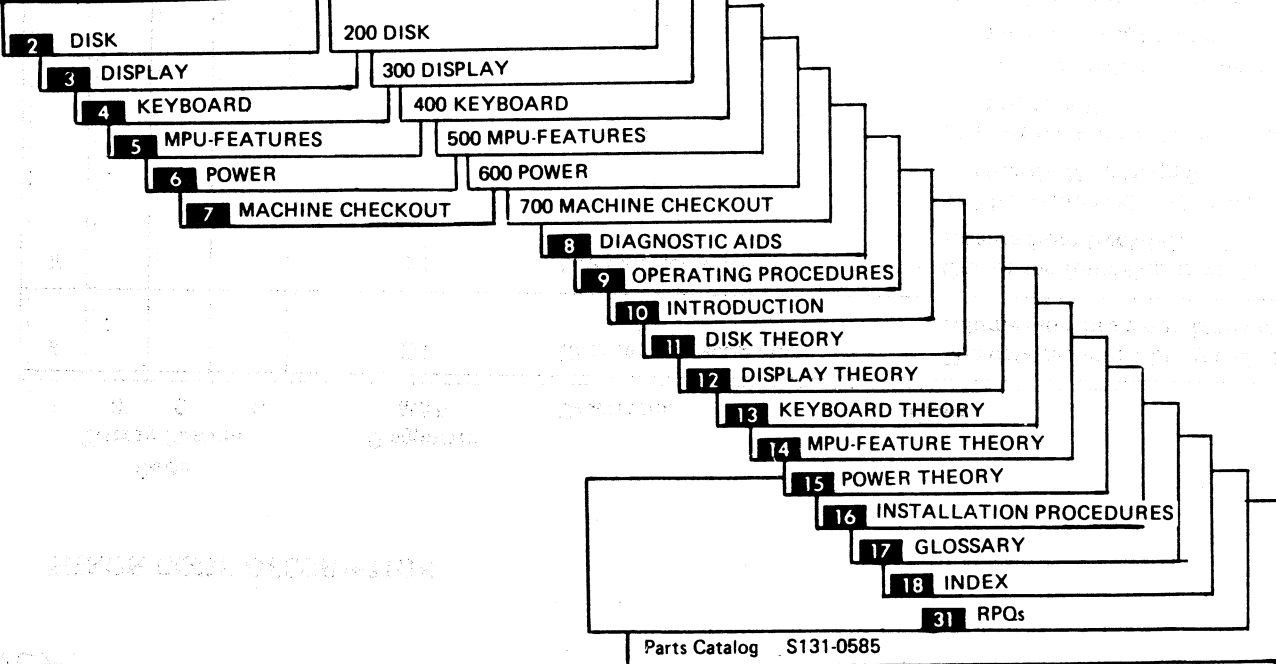 2 DISK
200 DISK
3 DISPLAY
300 DISPLAY
4 KEYBOARD
400 KEYBOARD
5 MPU-FEATURES
500 MPU-FEATURES
6 POWER
600 POWER
7 MACHINE CHECKOUT
700 MACHINE CHECKOUT
8 DIAGNOSTIC AIDS
9 OPERATING PROCEDURES
10 INTRODUCTION
11 DISK THEORY
12 DISPLAY THEORY
13 KEYBOARD THEORY
14 MPU-FEATURE THEORY
15 POWER THEORY
16 INSTALLATION PROCEDURES
17 GLOSSARY
18 INDEX
31 RPQs
Parts Catalog S131-0585